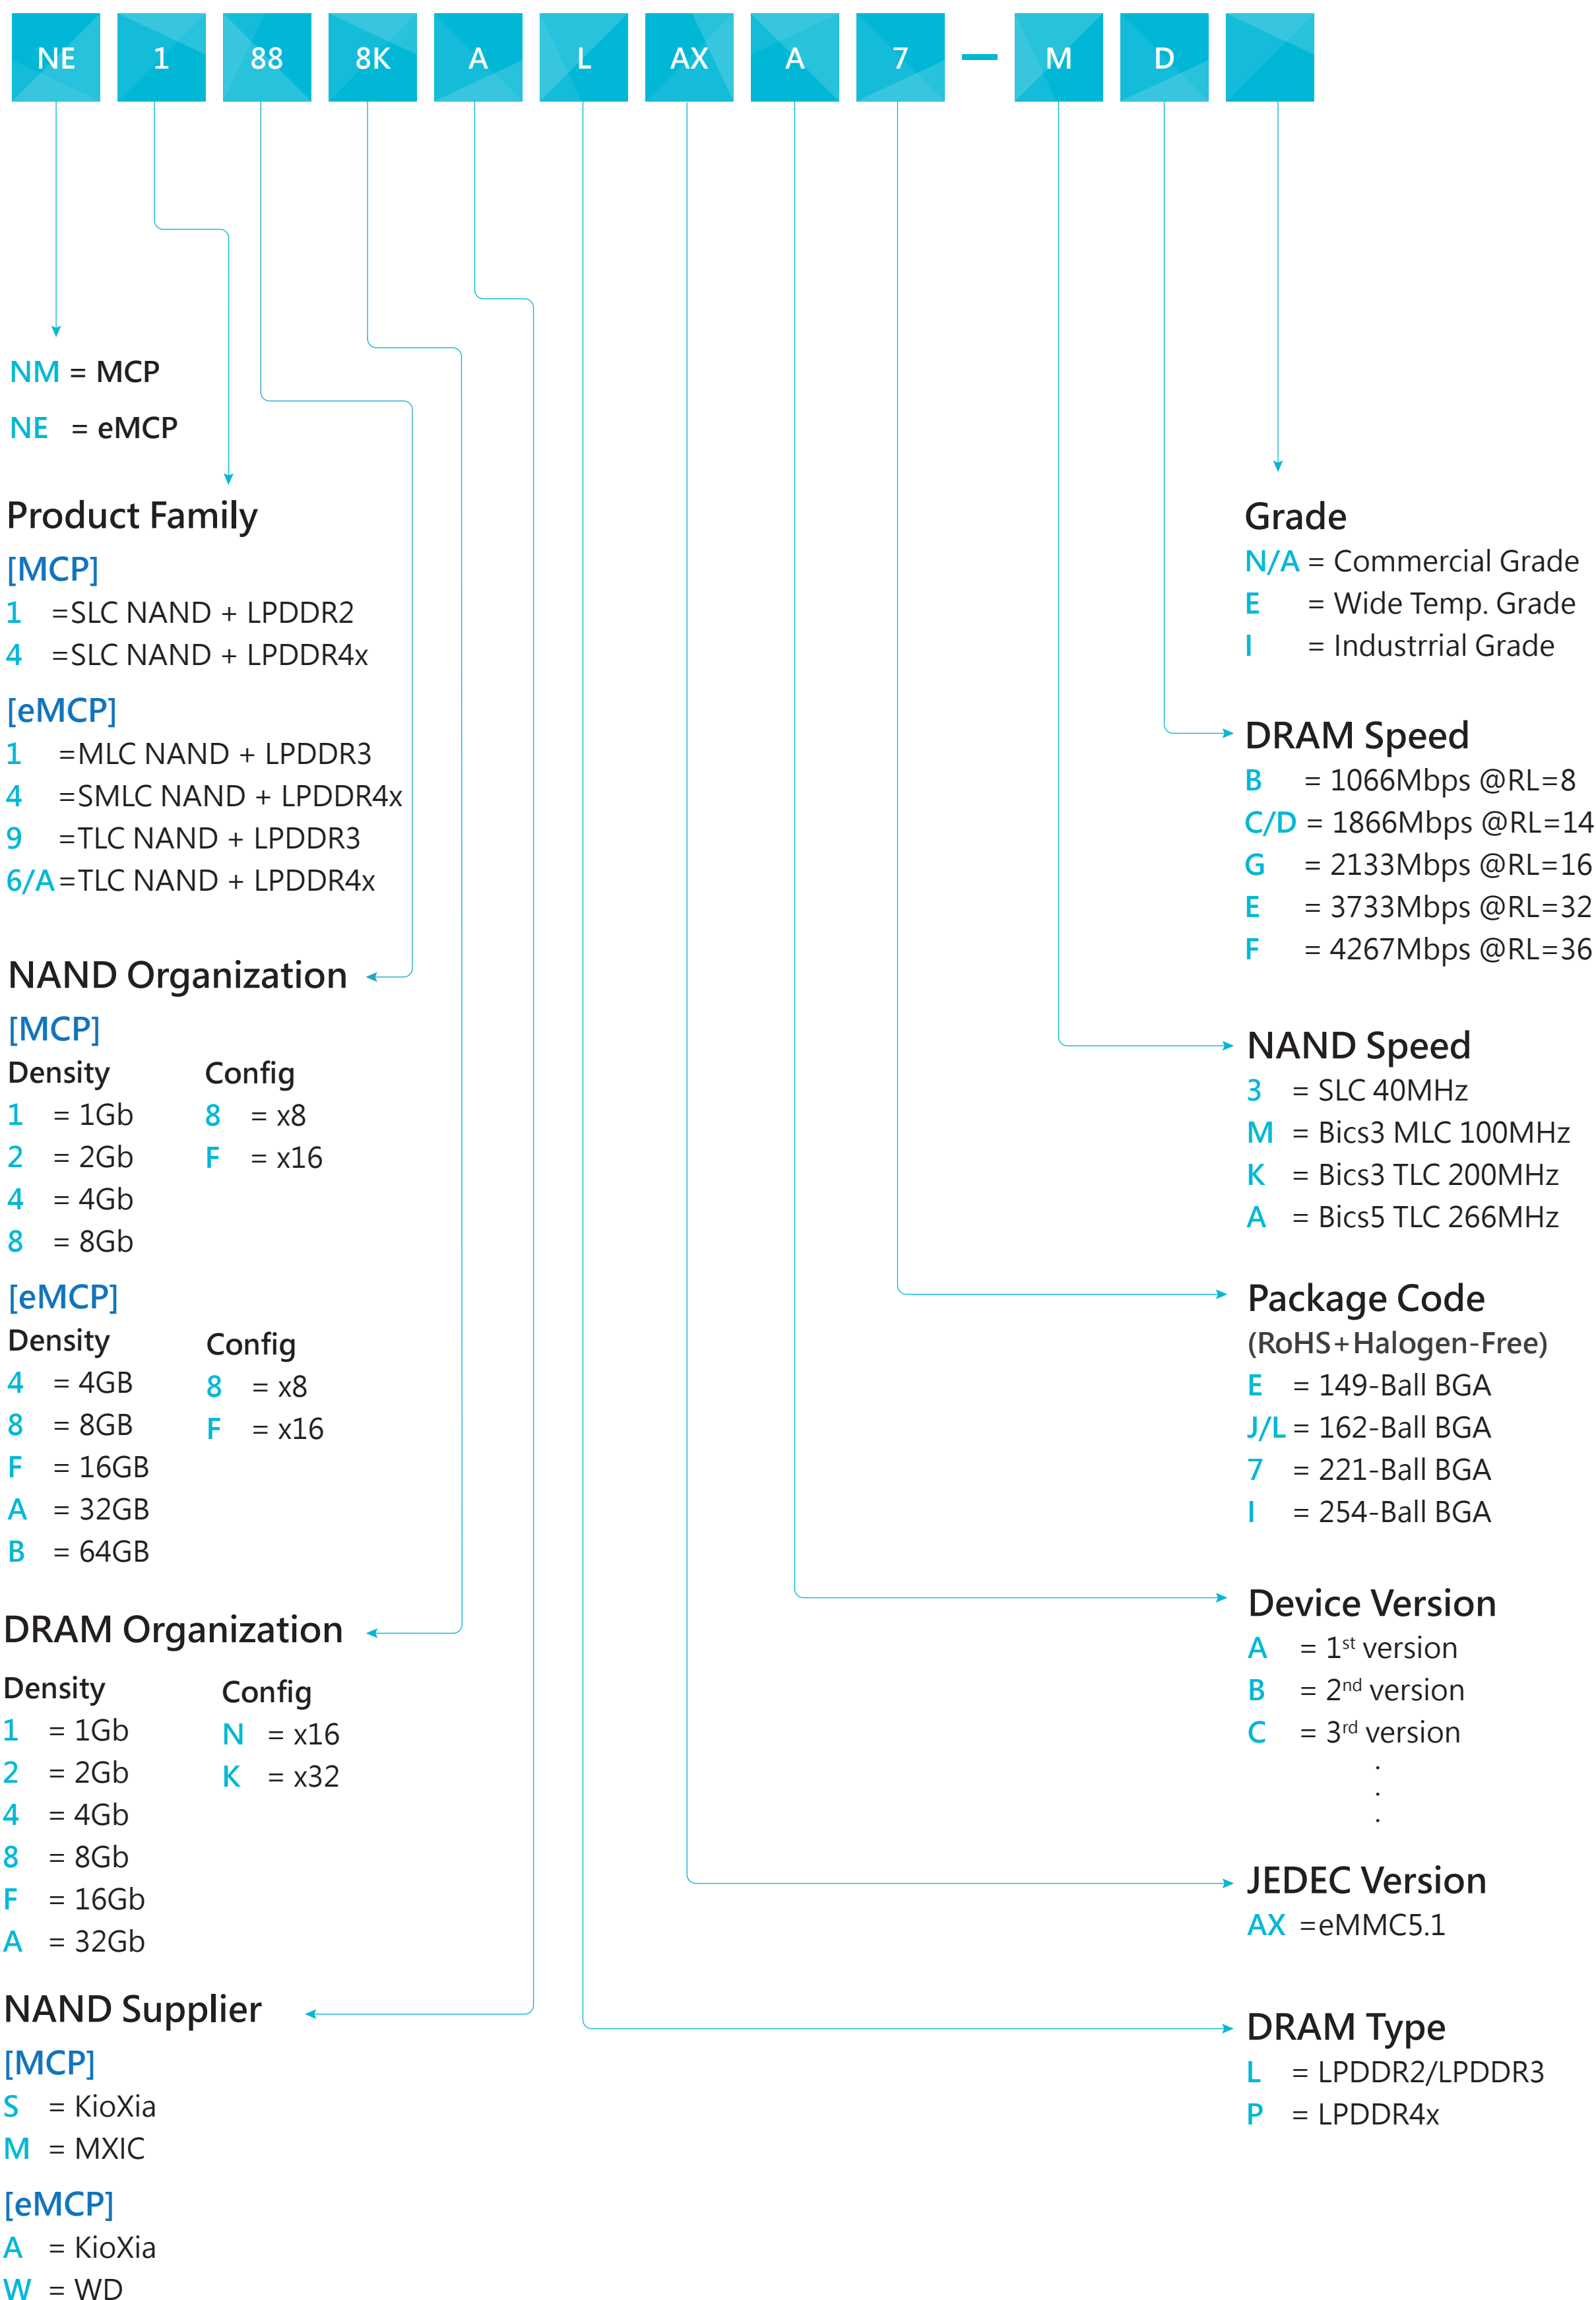 NE 1 88 8K A L AX A 7 — M D
NM = MCP
NE = eMCP
Product Family
[MCP]
1 =SLC NAND + LPDDR2
4 =SLC NAND + LPDDR4x
[eMCP]
1 =MLC NAND + LPDDR3
4 =SMLC NAND + LPDDR4x
9 =TLC NAND + LPDDR3
6/A =TLC NAND + LPDDR4x
NAND Organization
[MCP]
Density Config
1 = 1Gb 8 = x8
2 = 2Gb F = x16
4 = 4Gb
8 = 8Gb
[eMCP]
Density Config
4 = 4GB 8 = x8
8 = 8GB F = x16
F = 16GB
A = 32GB
B = 64GB
DRAM Organization
Density Config
1 = 1Gb N = x16
2 = 2Gb K = x32
4 = 4Gb
8 = 8Gb
F = 16Gb
A = 32Gb
NAND Supplier
[MCP]
S = KioXia
M = MXIC
[eMCP]
A = KioXia
W = WD
Grade
N/A = Commercial Grade
E = Wide Temp. Grade
I = Industrrial Grade
DRAM Speed
B = 1066Mbps @RL=8
C/D = 1866Mbps @RL=14
G = 2133Mbps @RL=16
E = 3733Mbps @RL=32
F = 4267Mbps @RL=36
NAND Speed
3 = SLC 40MHz
M = Bics3 MLC 100MHz
K = Bics3 TLC 200MHz
A = Bics5 TLC 266MHz
Package Code
(RoHS+Halogen-Free)
E = 149-Ball BGA
J/L = 162-Ball BGA
7 = 221-Ball BGA
I = 254-Ball BGA
Device Version
A = 1st version
B = 2nd version
C = 3rd version
.
.
.
JEDEC Version
AX =eMMC5.1
DRAM Type
L = LPDDR2/LPDDR3
P = LPDDR4x